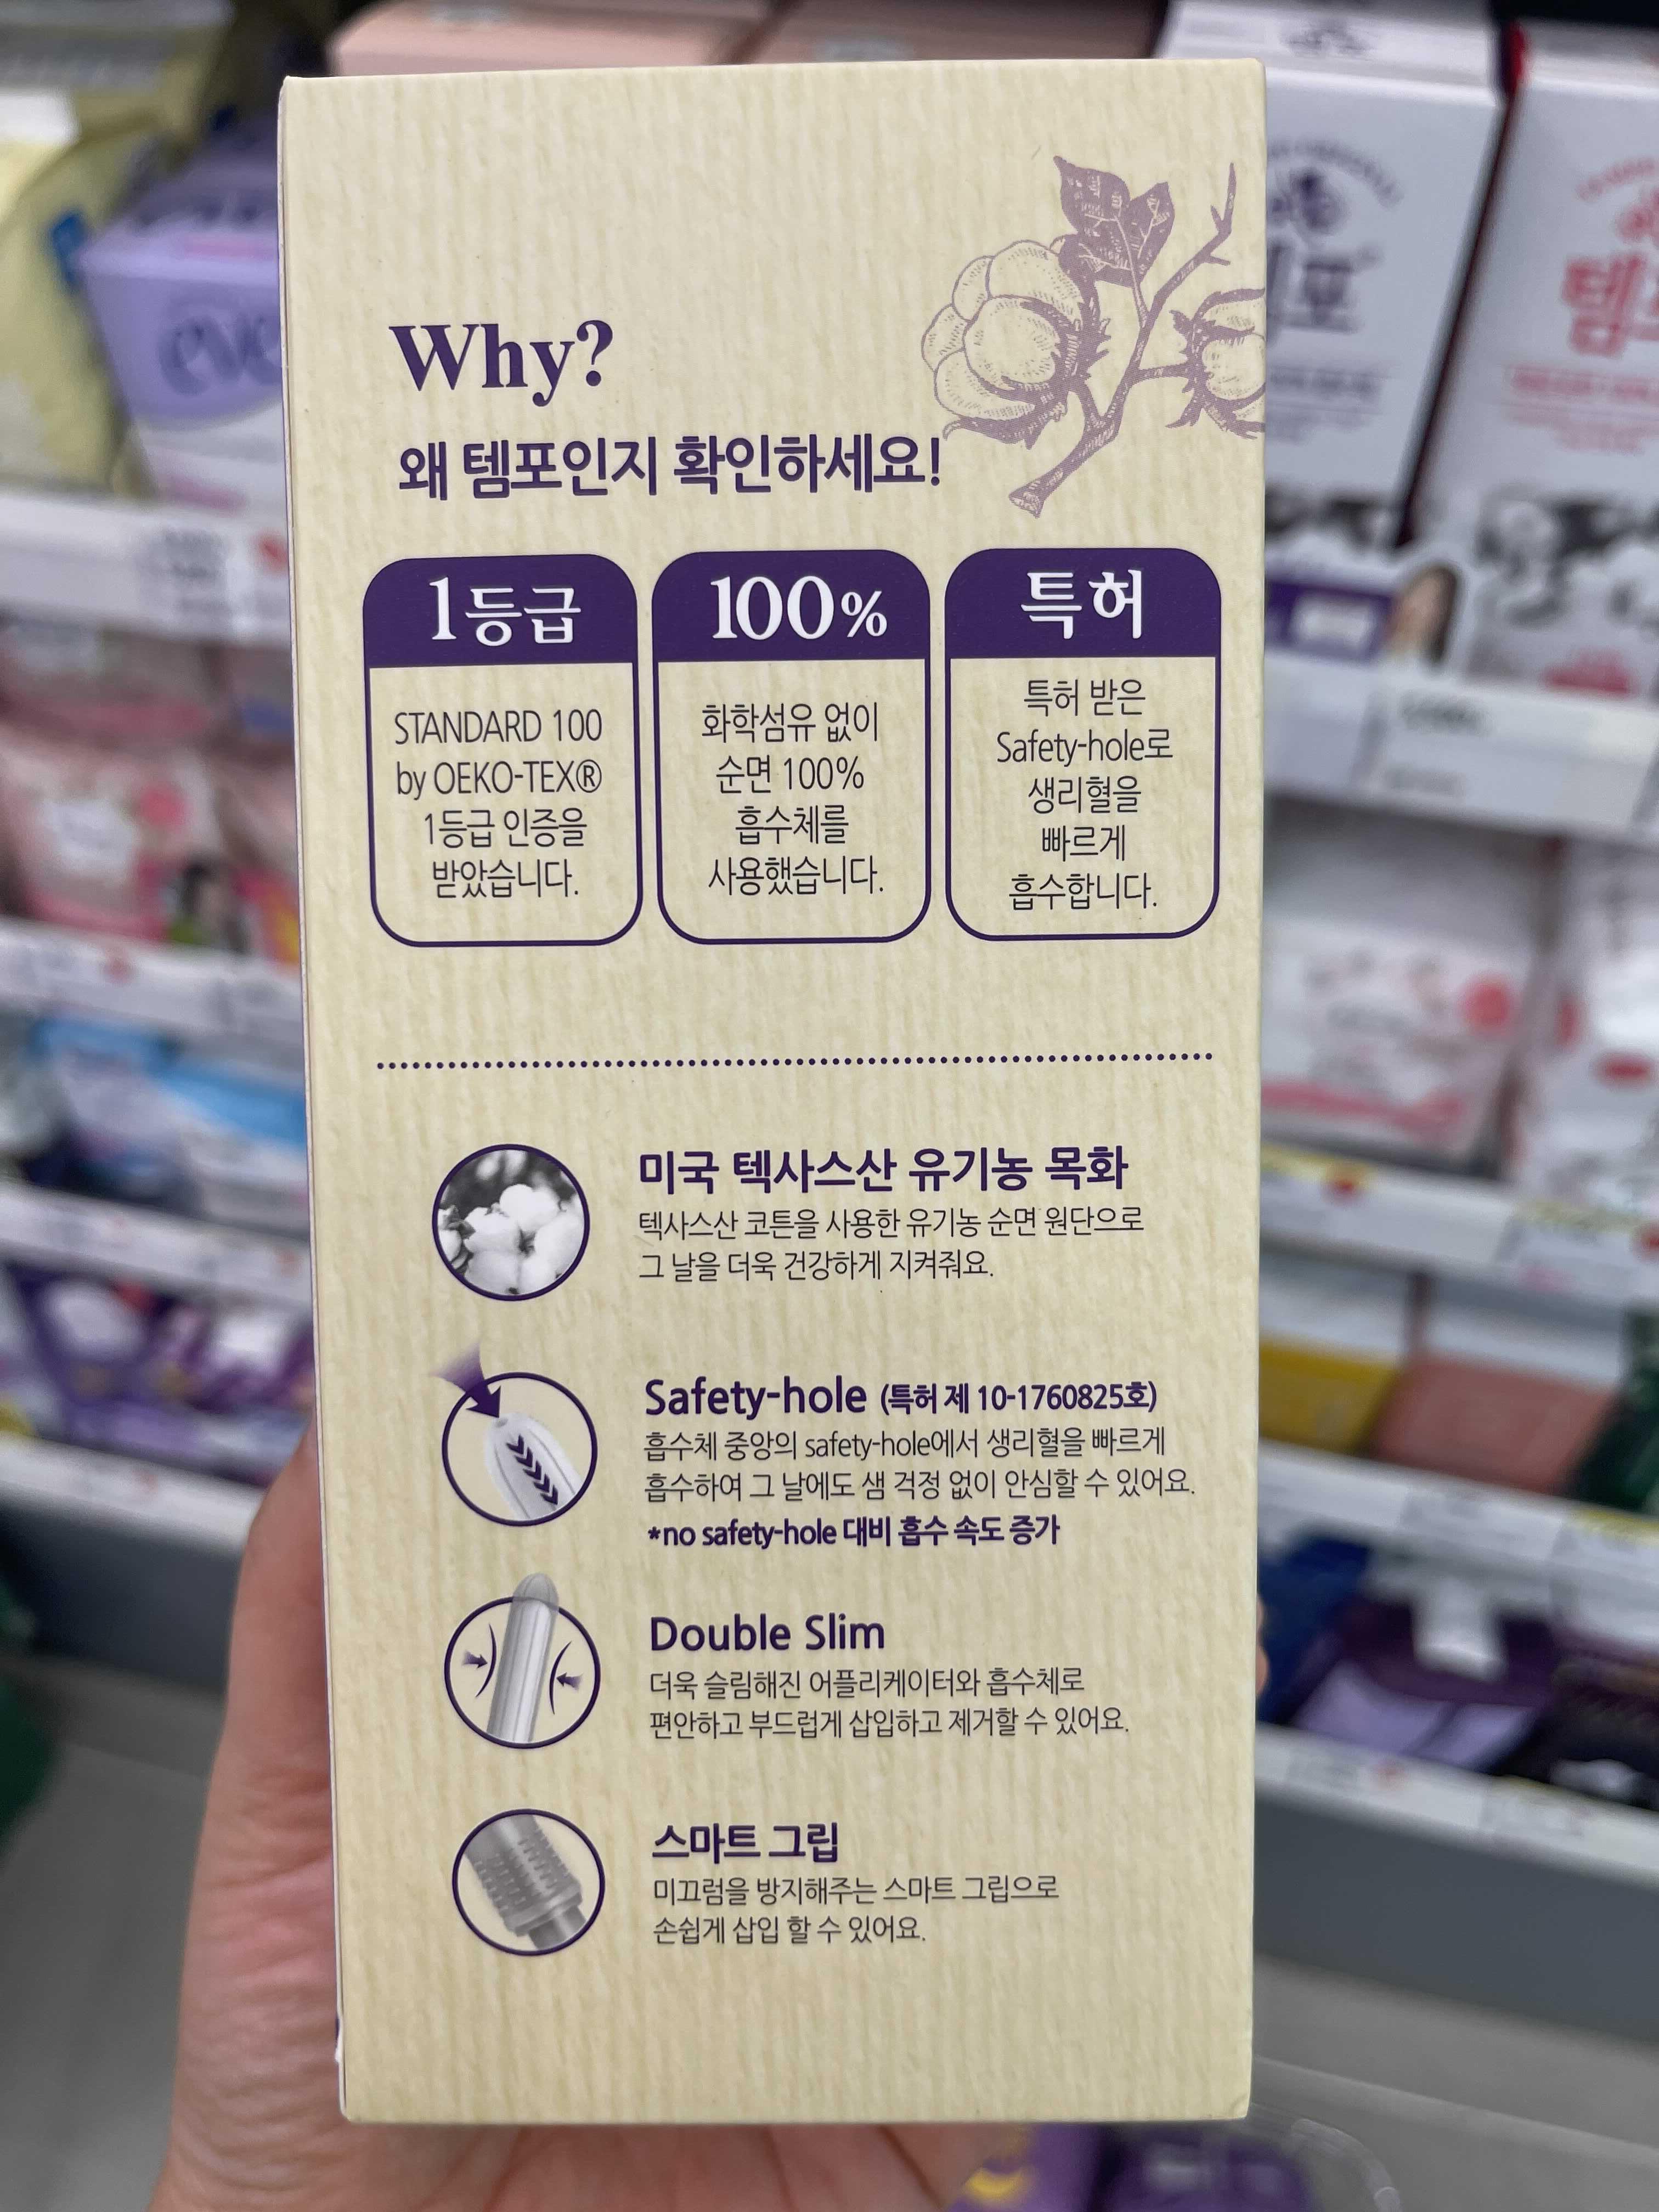 Why?
왜 템포인지 확인하세요!
1등급
STANDARD 100
by OEKO-TEX®
1등급 인증을
받았습니다.
100%
화학섬유 없이
순면 100%
흡수체를
사용했습니다.
특허
특허 받은
Safety-hole로
생리혈을
빠르게
흡수합니다.
미국 텍사스산 유기농 목화
텍사스산 코튼을 사용한 유기농 순면 원단으로
그 날을 더욱 건강하게 지켜줘요.
Safety-hole (특허 제 10-1760825호)
흡수체 중앙의 safety-hole에서 생리혈을 빠르게
흡수하여 그 날에도 샘 걱정 없이 안심할 수 있어요.
*no safety-hole 대비 흡수 속도 증가
Double Slim
더욱 슬림해진 어플리케이터와 흡수체로
편안하고 부드럽게 삽입하고 제거할 수 있어요.
스마트 그립
미끄럼을 방지해주는 스마트 그립으로
손쉽게 삽입 할 수 있어요.